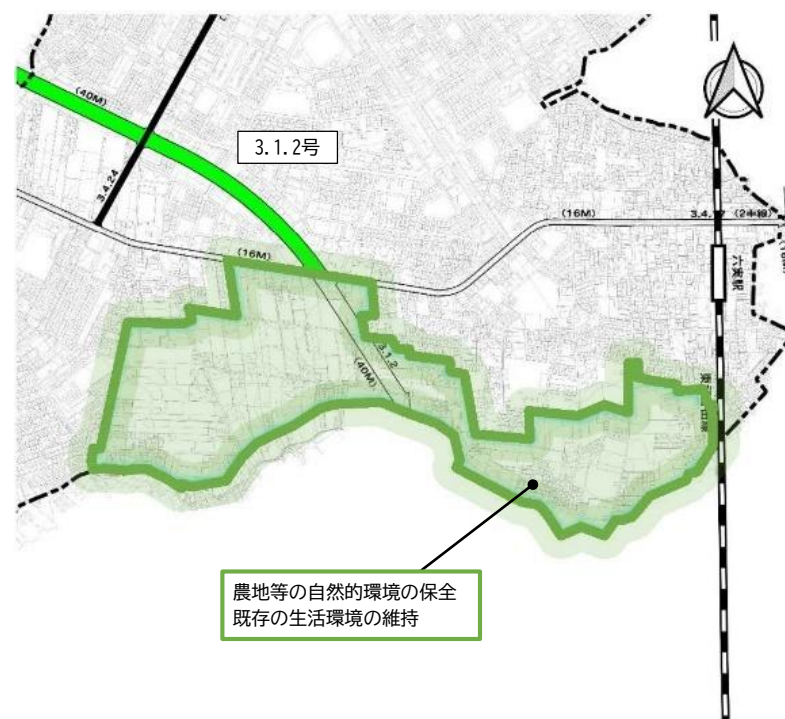 (40M)
3.1.2号
3.4.24
(16M)
3.4.17 (2車線)
(16M)
六実駅
3.1.2
(40M)
農地等の自然的環境の保全
既存の生活環境の維持